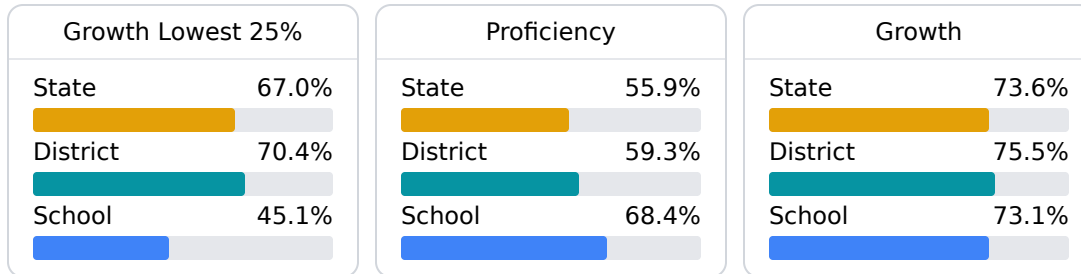 Growth Lowest 25%
State 67.0%
District 70.4%
School 45.1%
Proficiency
State 55.9%
District 59.3%
School 68.4%
Growth
State 73.6%
District 75.5%
School 73.1%